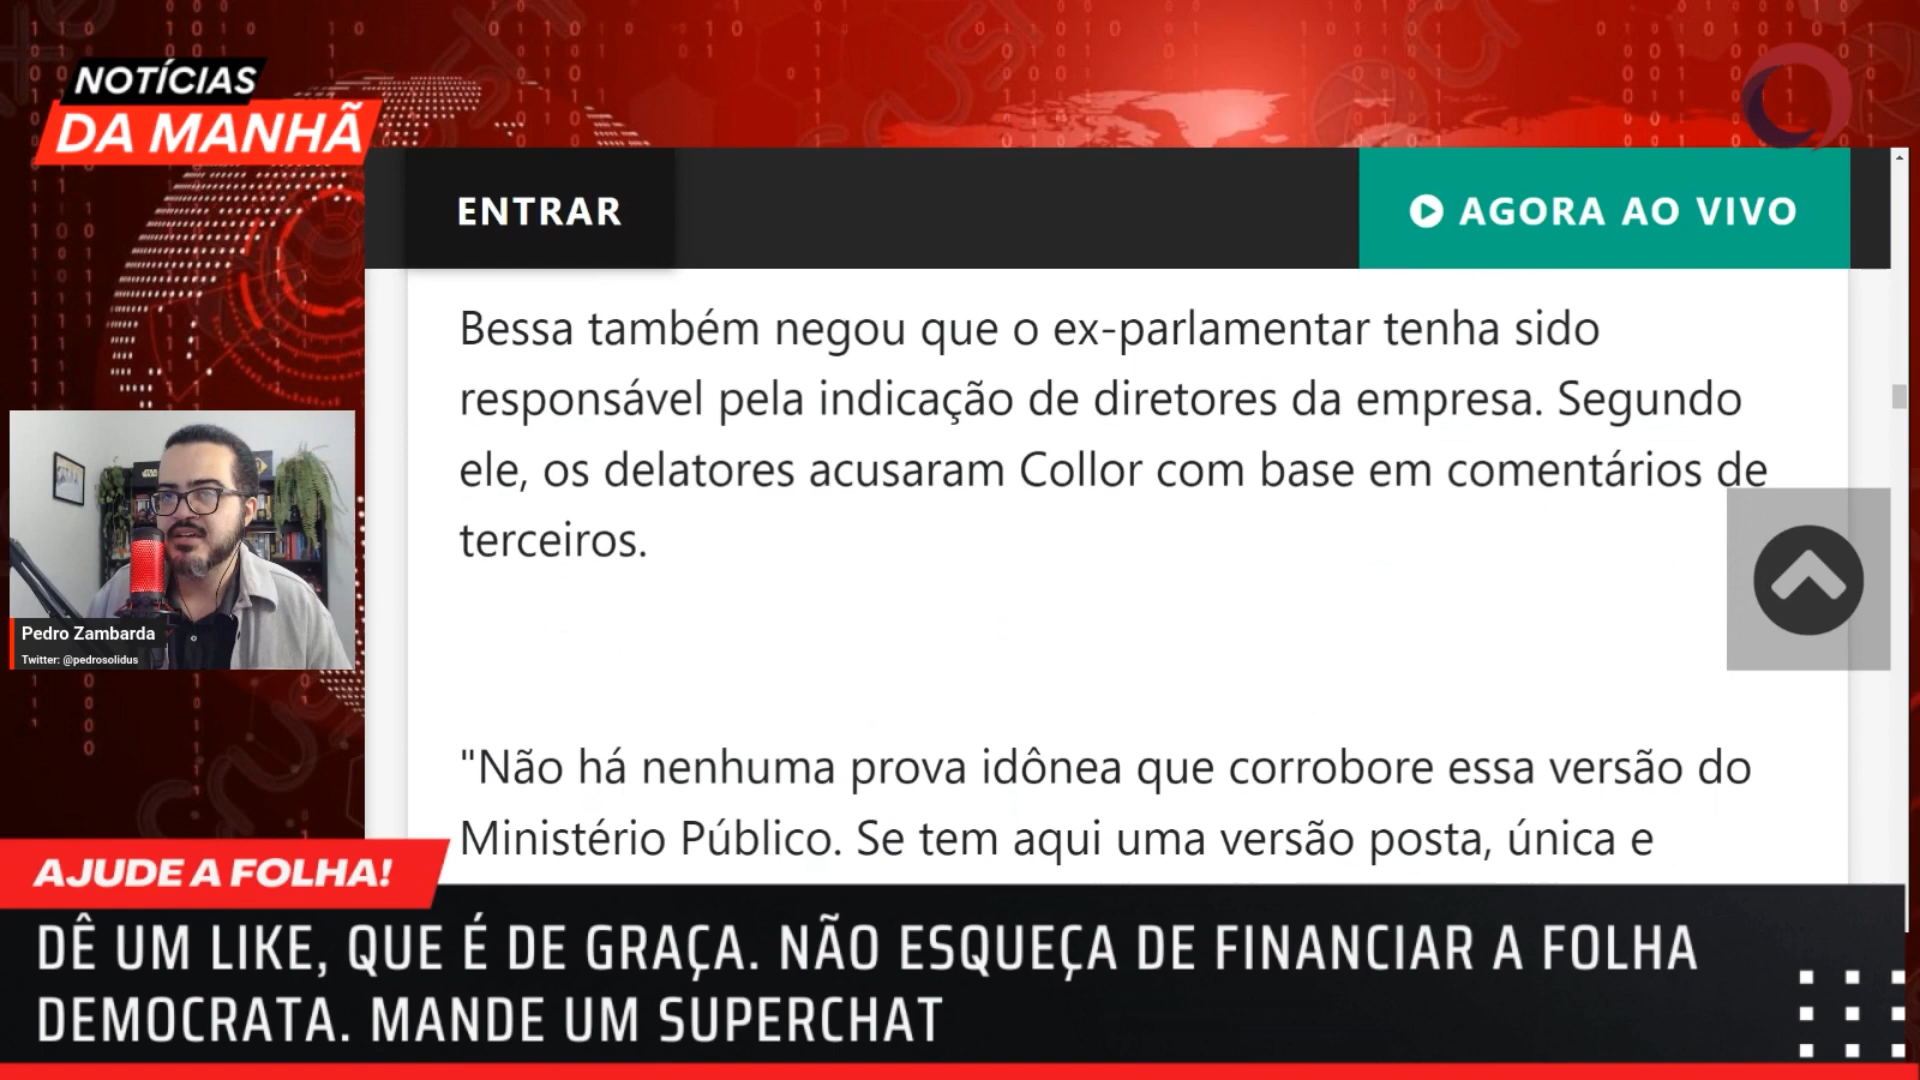 NOTÍCIAS
DA MANHÃ
ENTRAR
AGORA AO VIVO
Bessa também negou que o ex-parlamentar tenha sido
responsável pela indicação de diretores da empresa. Segundo
ele, os delatores acusaram Collor com base em comentários de
terceiros.
"Não há nenhuma prova idônea que corrobore essa versão do
Ministério Público. Se tem aqui uma versão posta, única e
Pedro Zambarda
Twitter: @pedrosolidus
AJUDE A FOLHA!
DÊ UM LIKE, QUE É DE GRAÇA. NÃO ESQUEÇA DE FINANCIAR A FOLHA
DEMOCRATA. MANDE UM SUPERCHAT